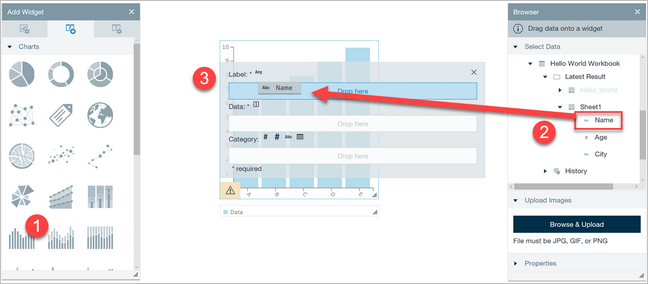 Add Widget
Charts
1
10
9
3
Label: * Any
Abc Name
Drop here
Data: *
Drop here
Category: # # Abc
Drop here
* required
A
B
C
D
E
Data
Browser
Drag data onto a widget
Select Data
Hello World Workbook
Latest Result
Hello_World
Sheet1
Name
2
Age
City
History
Upload Images
Browse & Upload
File must be JPG, GIF, or PNG
Properties